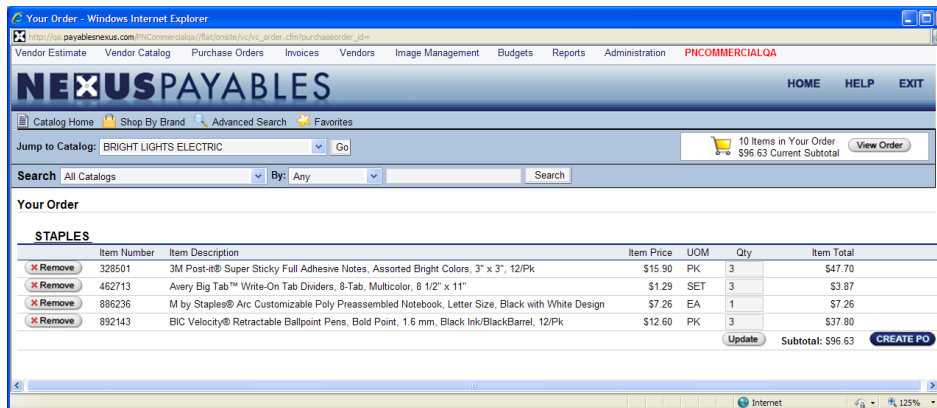 Your Order - Windows Internet Explorer
http://qa.payablesnexus.com/PNCommercialqa//flat/onsite/vc/vc_order.cfm?purchaseorder_id=
Vendor Estimate Vendor Catalog Purchase Orders Invoices Vendors Image Management Budgets Reports Administration PNCOMMERCIALQA
NEXUSPAYABLES HOME HELP EXIT
Catalog Home Shop By Brand Advanced Search Favorites
Jump to Catalog: BRIGHT LIGHTS ELECTRIC Go
10 Items in Your Order
$96.63 Current Subtotal
View Order
Search All Catalogs By: Any Search
Your Order
STAPLES
Item Number Item Description Item Price UOM Qty Item Total
Remove 328501 3M Post-it® Super Sticky Full Adhesive Notes, Assorted Bright Colors, 3" x 3", 12/Pk $15.90 PK 3 $47.70
Remove 462713 Avery Big Tab™ Write-On Tab Dividers, 8-Tab, Multicolor, 8 1/2" x 11" $1.29 SET 3 $3.87
Remove 886236 M by Staples® Arc Customizable Poly Preassembled Notebook, Letter Size, Black with White Design $7.26 EA 1 $7.26
Remove 892143 BIC Velocity® Retractable Ballpoint Pens, Bold Point, 1.6 mm, Black Ink/BlackBarrel, 12/Pk $12.60 PK 3 $37.80
Update Subtotal: $96.63 CREATE PO
Internet 125%